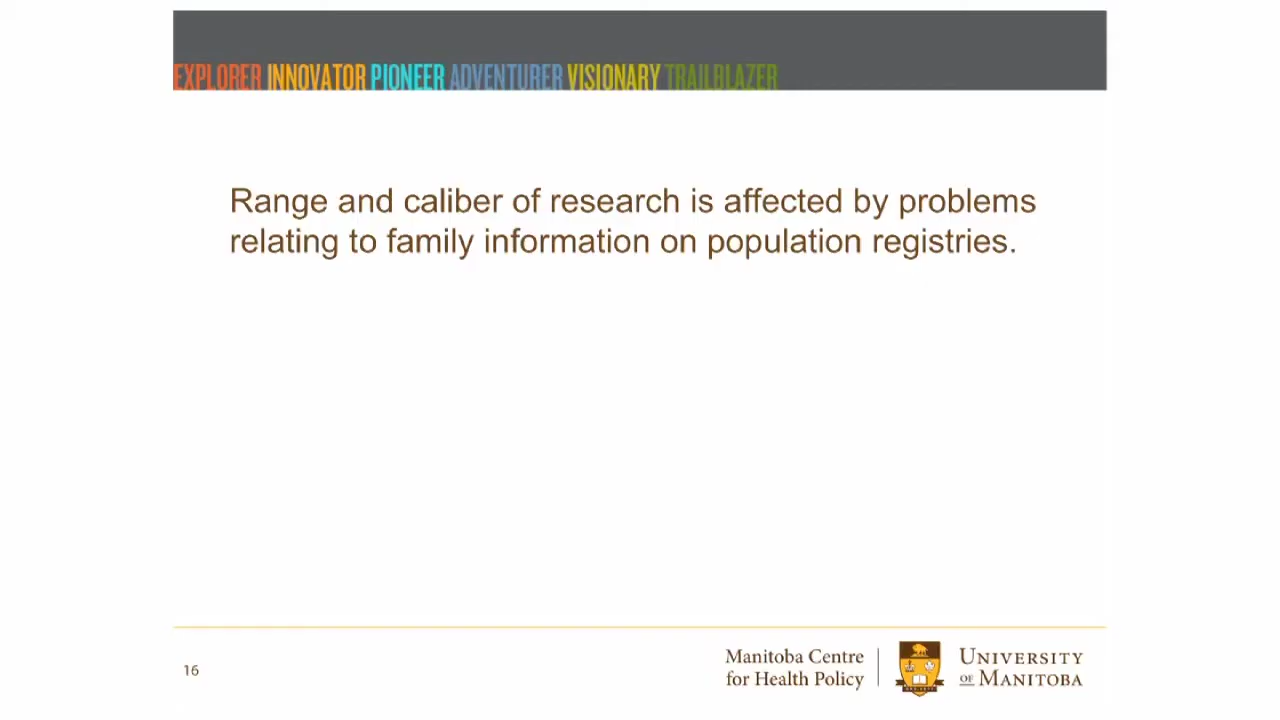 EXPLORER INNOVATOR PIONEER ADVENTURER VISIONARY TRAILBLAZER
Range and caliber of research is affected by problems
relating to family information on population registries.
16
Manitoba Centre
for Health Policy
UNIVERSITY
OF MANITOBA